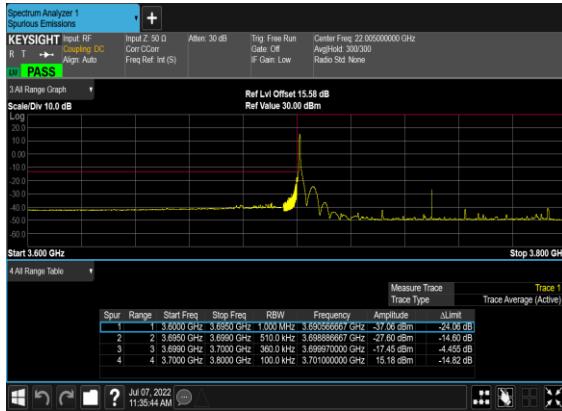 Spectrum Analyzer 1
Spurious Emissions
+
KEYSIGHT Input: RF Input Z: 50 Ω Atten: 30 dB Trig: Free Run Center Freq: 22.005000000 GHz
R T Coupling: DC Corr CCorr Gate: Off Avg|Hold: 300/300
Align: Auto Freq Ref: Int (S) IF Gain: Low Radio Std: None
PASS
3 All Range Graph Ref Lvl Offset 15.58 dB
Scale/Div 10.0 dB Ref Value 30.00 dBm
Log
20.0
10.0
0.00
-10.0
-20.0
-30.0
-40.0
-50.0
-60.0
Start 3.600 GHz Stop 3.800 GH
4 All Range Table
Measure Trace Trace 1
Trace Type Trace Average (Active)
Spur Range Start Freq Stop Freq RBW Frequency Amplitude ΔLimit
1 1 3.6000 GHz 3.6950 GHz 1.000 MHz 3.690566667 GHz -37.06 dBm -24.06 dB
2 2 3.6950 GHz 3.6990 GHz 510.0 kHz 3.698886667 GHz -27.60 dBm -14.60 dB
3 3 3.6990 GHz 3.7000 GHz 360.0 kHz 3.699970000 GHz -17.45 dBm -4.455 dB
4 4 3.7000 GHz 3.8000 GHz 100.0 kHz 3.701000000 GHz 15.18 dBm -14.82 dB
? Jul 07, 2022
11:35:44 AM